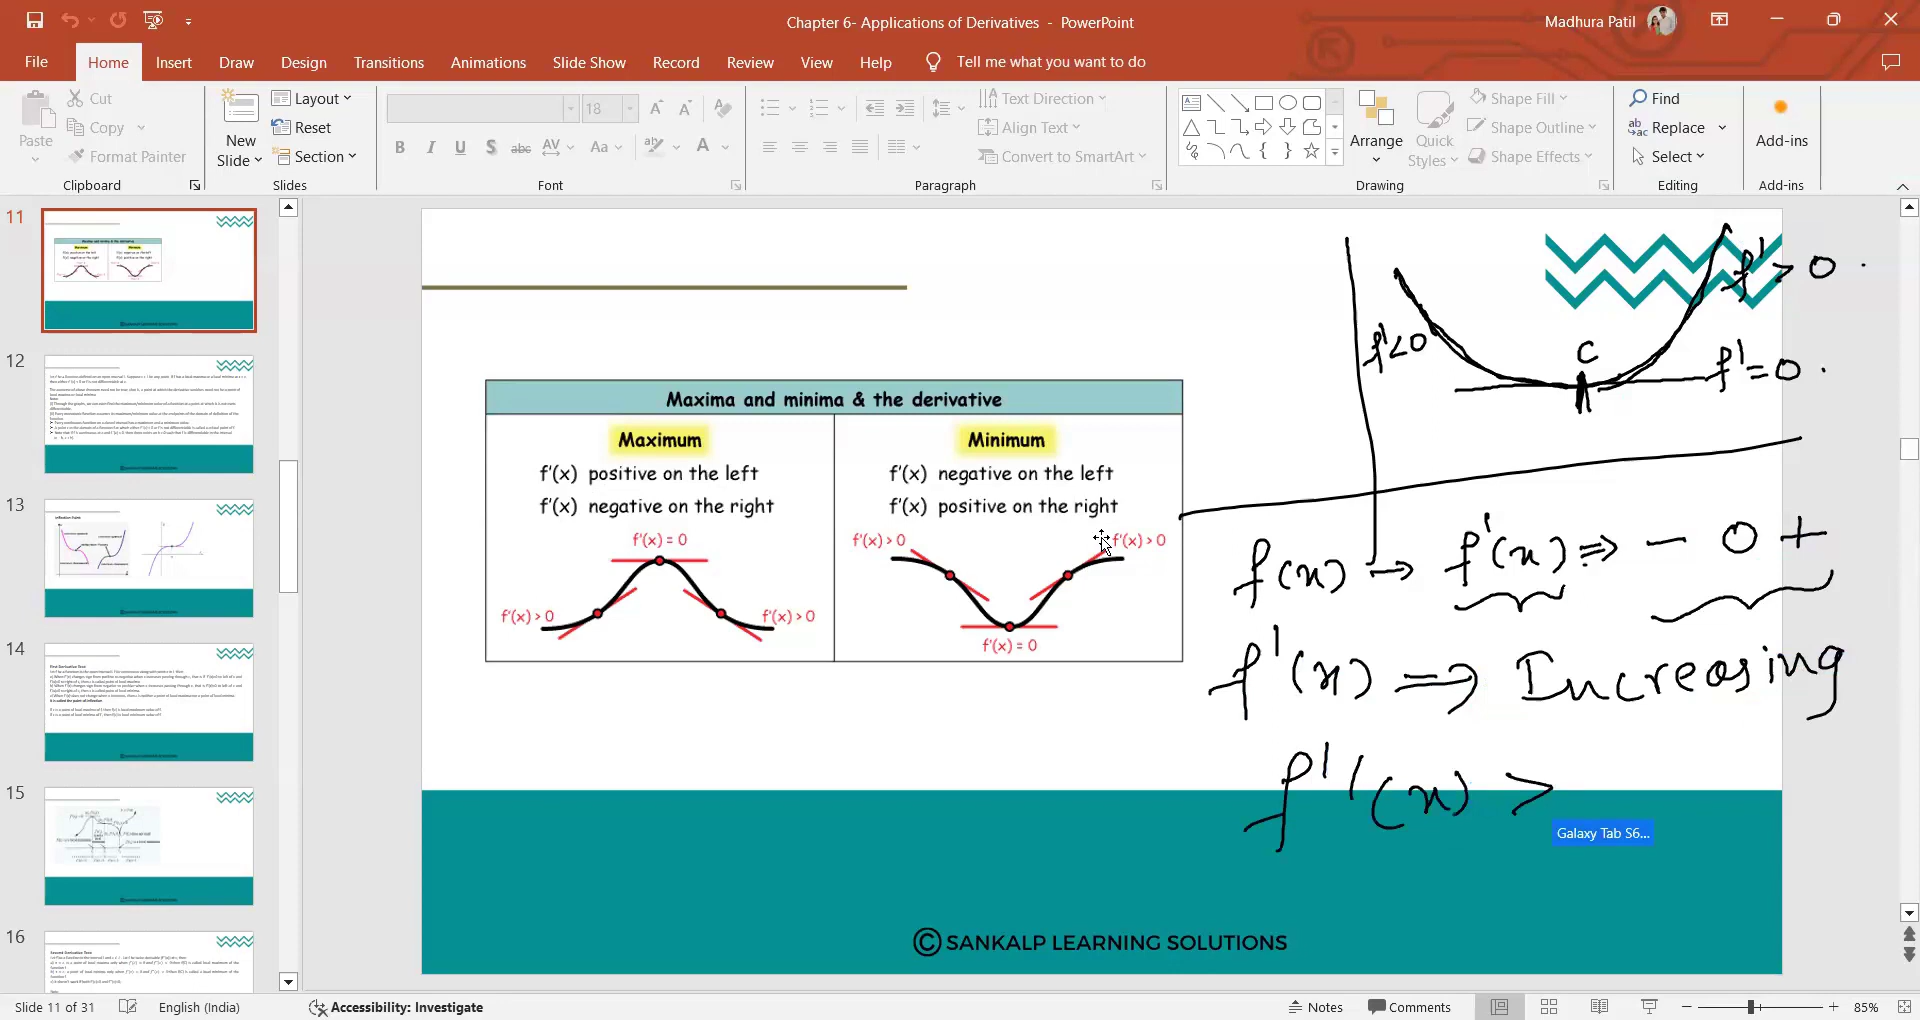 Chapter 6- Applications of Derivatives - PowerPoint
Madhura Patil
File Home Insert Draw Design Transitions Animations Slide Show Record Review View Help Tell me what you want to do
Paste
Cut
Copy
Format Painter
Clipboard
New Slide
Layout
Reset
Section
Slides
18
B I U S abc AV Aa A
Font
Text Direction
Align Text
Convert to SmartArt
Paragraph
Arrange
Quick Styles
Shape Fill
Shape Outline
Shape Effects
Drawing
Find
Replace
Select
Editing
Add-ins
Add-ins
11
12
13
14
15
16
Maxima and minima & the derivative
Maximum
f'(x) positive on the left
f'(x) negative on the right
f'(x) = 0
f'(x) > 0
f'(x) > 0
Minimum
f'(x) negative on the left
f'(x) positive on the right
f'(x) > 0
f'(x) > 0
f'(x) = 0
f' > 0
f' < 0
C
f' = 0
f(x) → f'(x) ⇒ - 0 +
f'(x) ⇒ Increasing
f''(x) >
Galaxy Tab S6...
© SANKALP LEARNING SOLUTIONS
Slide 11 of 31 English (India) Accessibility: Investigate Notes Comments 85%